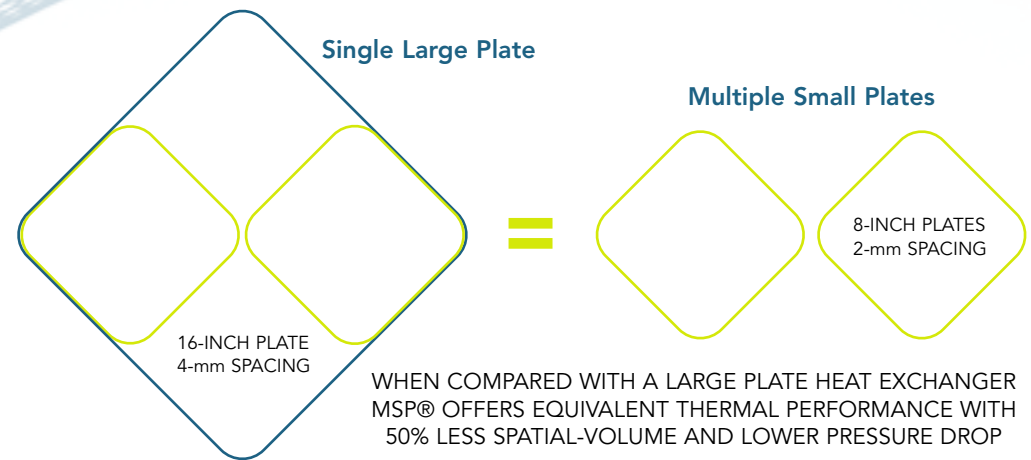 Single Large Plate
Multiple Small Plates
8-INCH PLATES
2-mm SPACING
16-INCH PLATE
4-mm SPACING
WHEN COMPARED WITH A LARGE PLATE HEAT EXCHANGER
MSP® OFFERS EQUIVALENT THERMAL PERFORMANCE WITH
50% LESS SPATIAL-VOLUME AND LOWER PRESSURE DROP